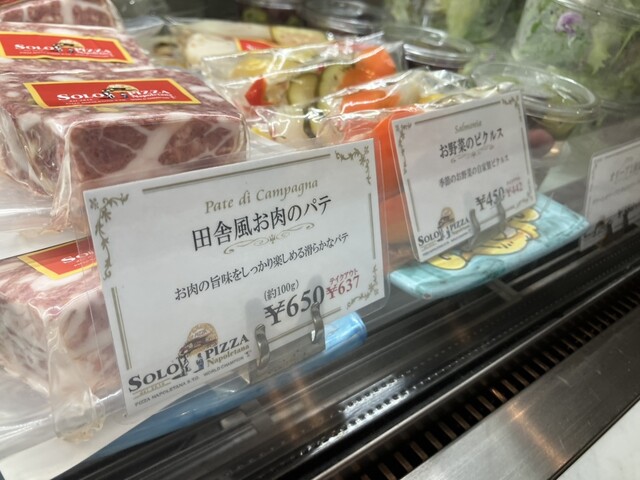 SOLO PIZZA
SOLO PIZZA
Napoletana
Pate di Campagna
田舎風お肉のパテ
お肉の旨味をしっかり楽しめる滑らかなパテ
(約100g)
¥650
テイクアウト
¥637
SOLO PIZZA
Napoletana
お野菜のピクルス
季節のお野菜の自家製ピクルス
¥450
¥442
SOLO PIZZA